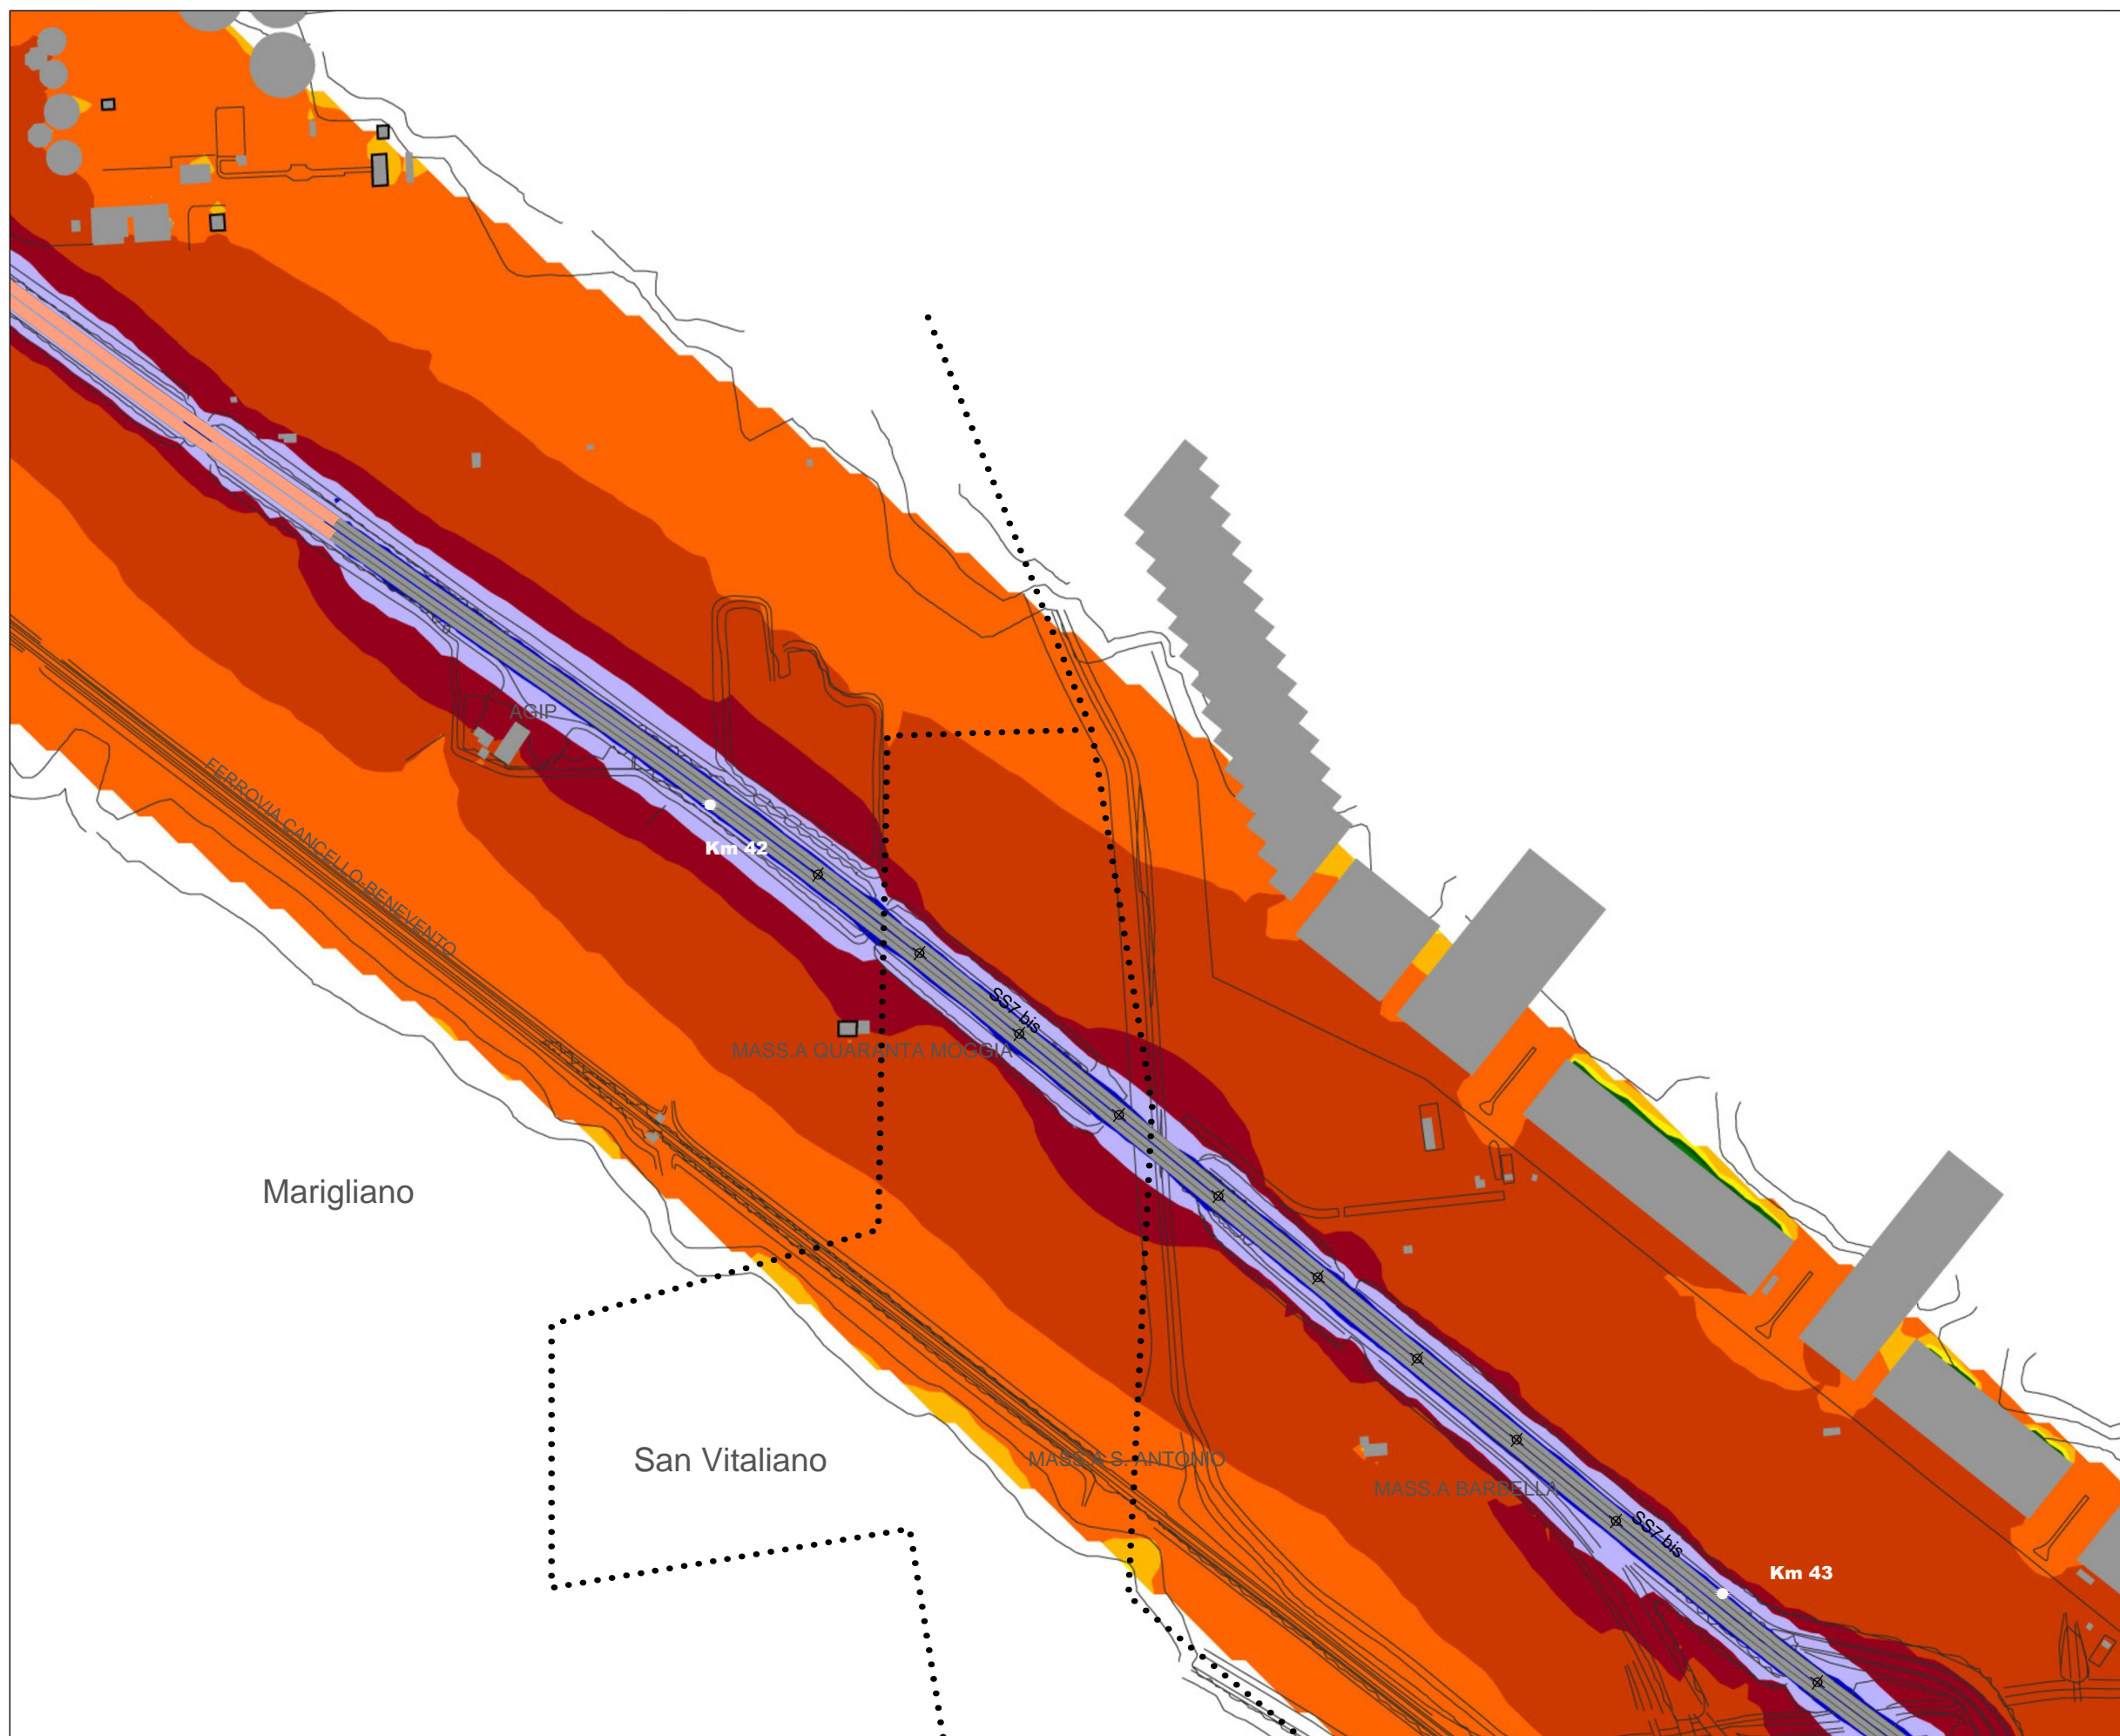 AGIP
FERROVIA CANCELLO-BENEVENTO
Km 42
SS7 bis
MASS.A QUARANTA MOGGIA
Marigliano
San Vitaliano
MASS.A S. ANTONIO
MASS.A BARBELLA
SS7 bis
Km 43